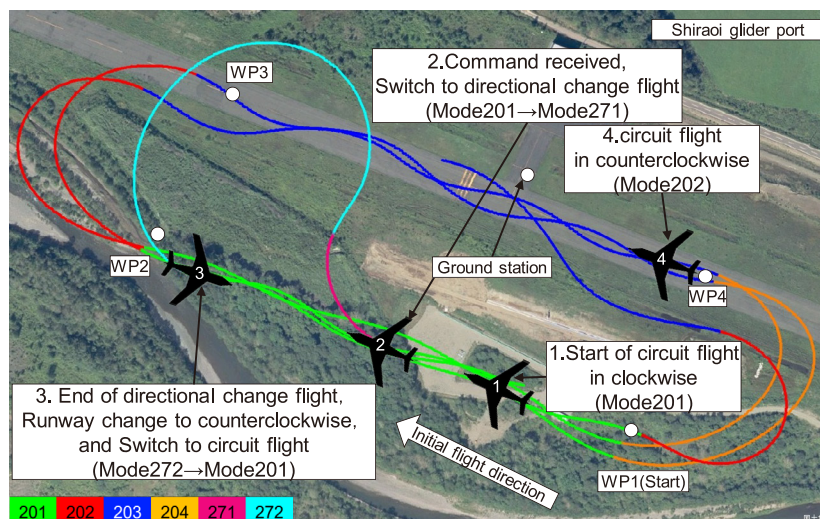 Shiraoi glider port
WP3
2.Command received,
Switch to directional change flight
(Mode201→Mode271)
4.circuit flight
in counterclockwise
(Mode202)
WP2
3
Ground station
4
WP4
2
1
1.Start of circuit flight
in clockwise
(Mode201)
3. End of directional change flight,
Runway change to counterclockwise,
and Switch to circuit flight
(Mode272→Mode201)
Initial flight direction
WP1(Start)
201 202 203 204 271 272